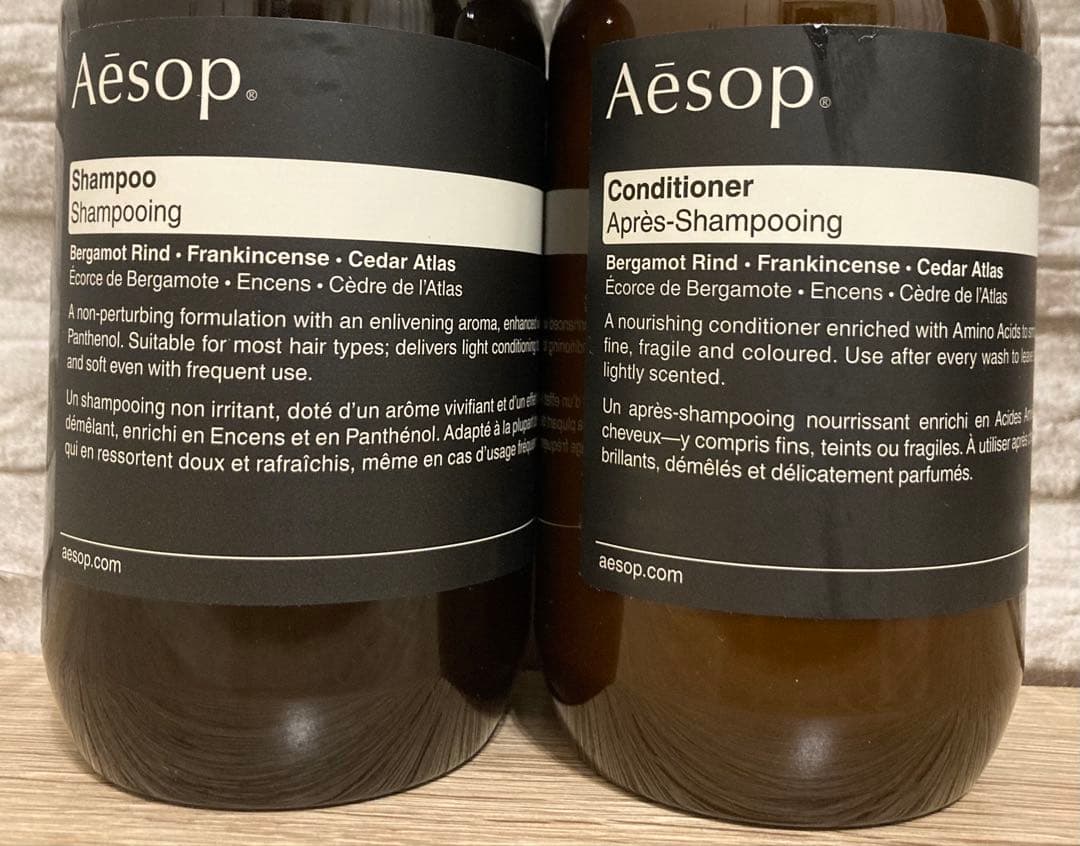 Aēsop®
Shampoo
Shampooing
Bergamot Rind • Frankincense • Cedar Atlas
Écorce de Bergamote • Encens • Cèdre de l'Atlas
A non-perturbing formulation with an enlivening aroma, enhanced
Panthenol. Suitable for most hair types; delivers light conditioning
and soft even with frequent use.
Un shampooing non irritant, doté d'un arôme vivifiant et d'un
démêlant, enrichi en Encens et en Panthénol. Adapté à la
qui en ressortent doux et rafraîchis, même en cas d'usage
aesop.com
Aēsop®
Conditioner
Après-Shampooing
Bergamot Rind • Frankincense • Cedar Atlas
Écorce de Bergamote • Encens • Cèdre de l'Atlas
A nourishing conditioner enriched with Amino Acids to
fine, fragile and coloured. Use after every wash to
lightly scented.
Un après-shampooing nourrissant enrichi en Acides
cheveux—y compris fins, teints ou fragiles. À utiliser après
brillants, démêlés et délicatement parfumés.
aesop.com